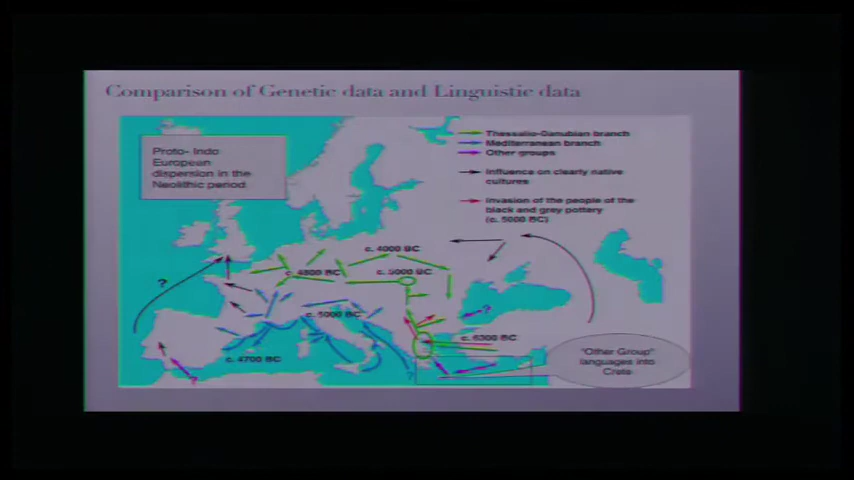 Comparison of Genetic data and Linguistic data
Proto- Indo
European
dispersion in the
Neolithic period
Thessalio-Danubian branch
Mediterranean branch
Other groups
Influence on clearly native
cultures
Invasion of the people of the
black and grey pottery
(c. 5000 BC)
c. 4000 BC
c. 4800 BC
c. 5000 BC
?
?
c. 5000 BC
c. 6300 BC
c. 4700 BC
"Other Group"
languages into
Crete
?
?